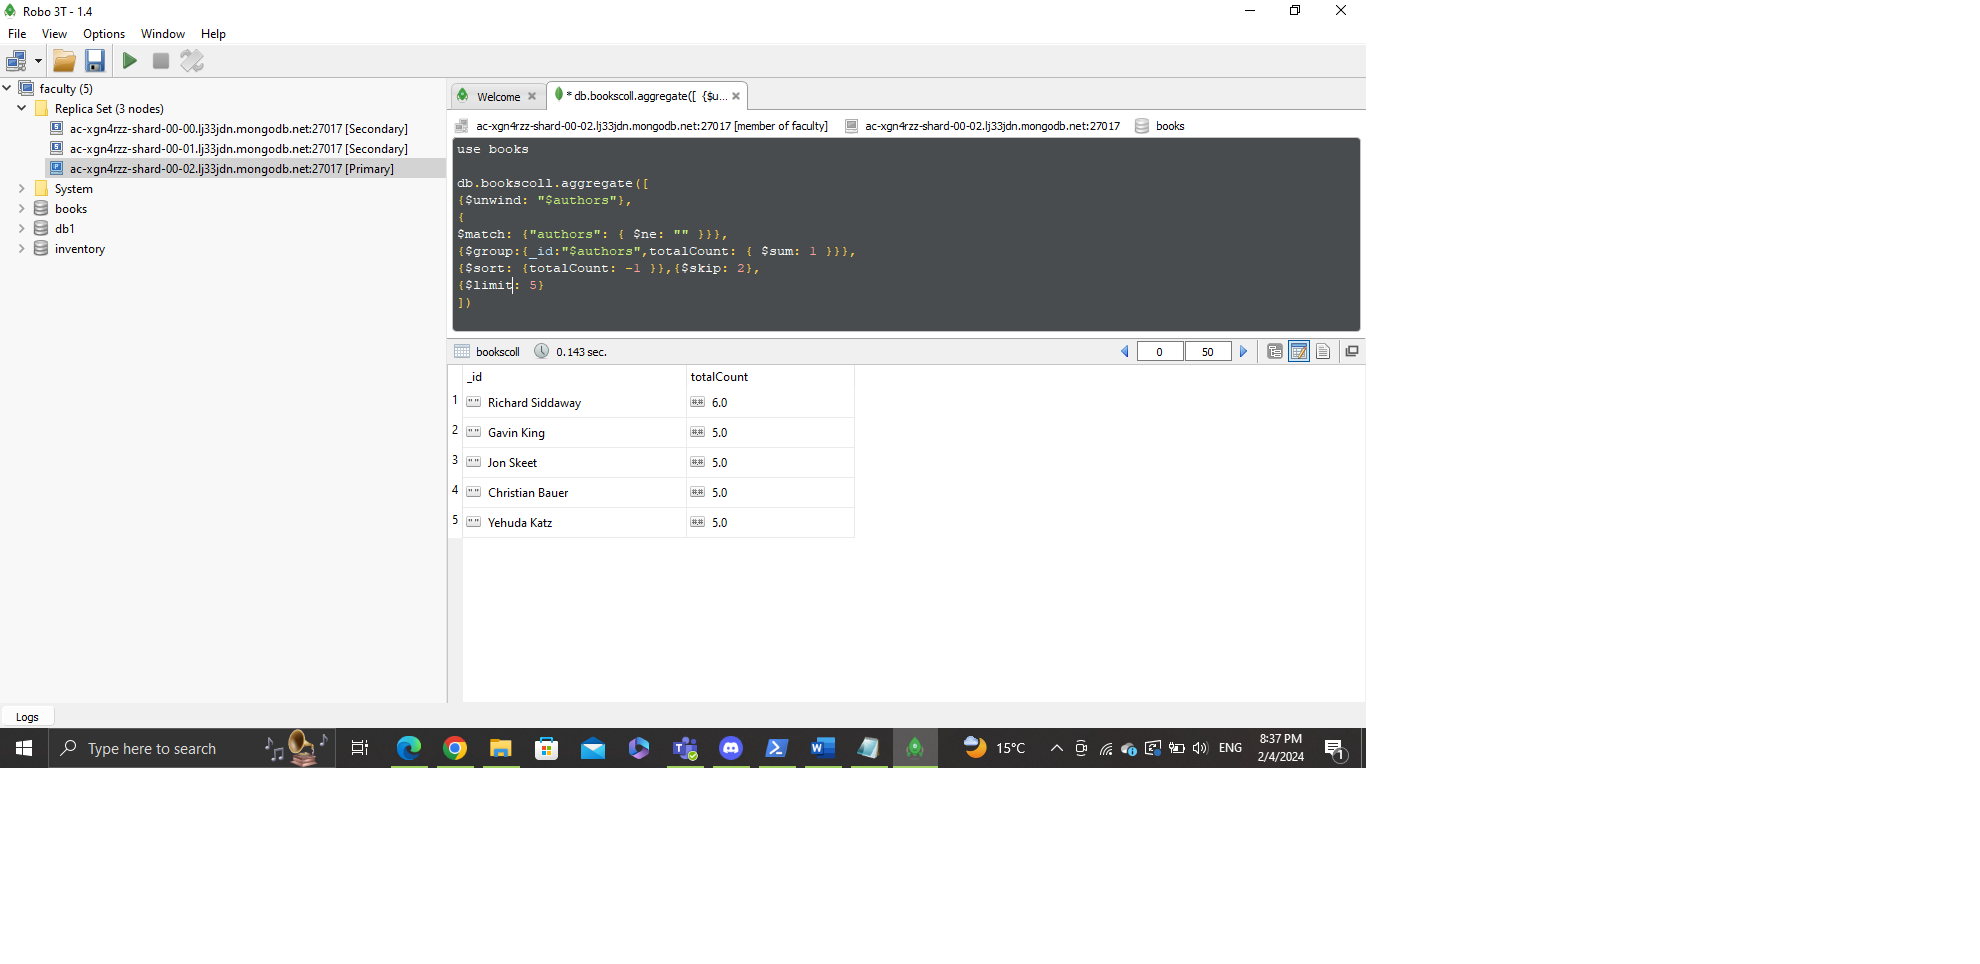 Robo 3T - 1.4
File View Options Window Help
faculty (5)
Replica Set (3 nodes)
ac-xgn4rzz-shard-00-00.lj33jdn.mongodb.net:27017 [Secondary]
ac-xgn4rzz-shard-00-01.lj33jdn.mongodb.net:27017 [Secondary]
ac-xgn4rzz-shard-00-02.lj33jdn.mongodb.net:27017 [Primary]
System
books
db1
inventory
Welcome * db.bookscoll.aggregate([ {$u...
ac-xgn4rzz-shard-00-02.lj33jdn.mongodb.net:27017 [member of faculty] ac-xgn4rzz-shard-00-02.lj33jdn.mongodb.net:27017 books
use books
db.bookscoll.aggregate([
{$unwind: "$authors"},
{
$match: {"authors": { $ne: "" }}},
{$group:{_id:"$authors",totalCount: { $sum: 1 }}},
{$sort: {totalCount: -1 }},{$skip: 2},
{$limit: 5}
])
bookscoll 0.143 sec. 0 50
_id totalCount
1 Richard Siddaway 6.0
2 Gavin King 5.0
3 Jon Skeet 5.0
4 Christian Bauer 5.0
5 Yehuda Katz 5.0
Logs
Type here to search 15°C ENG 8:37 PM
2/4/2024 1